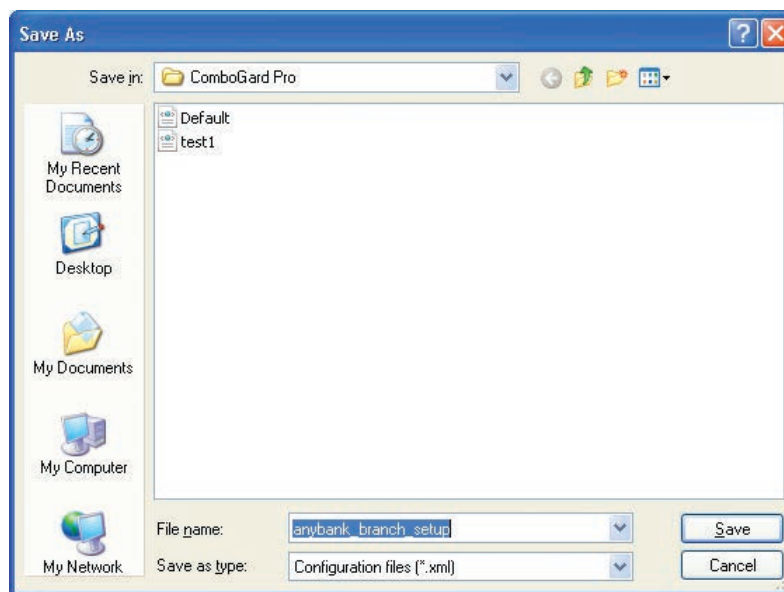 Save As
Save in:
ComboGard Pro
Default
test1
My Recent
Documents
Desktop
My Documents
My Computer
My Network
File name:
anybank_branch_setup
Save
Save as type:
Configuration files (*.xml)
Cancel